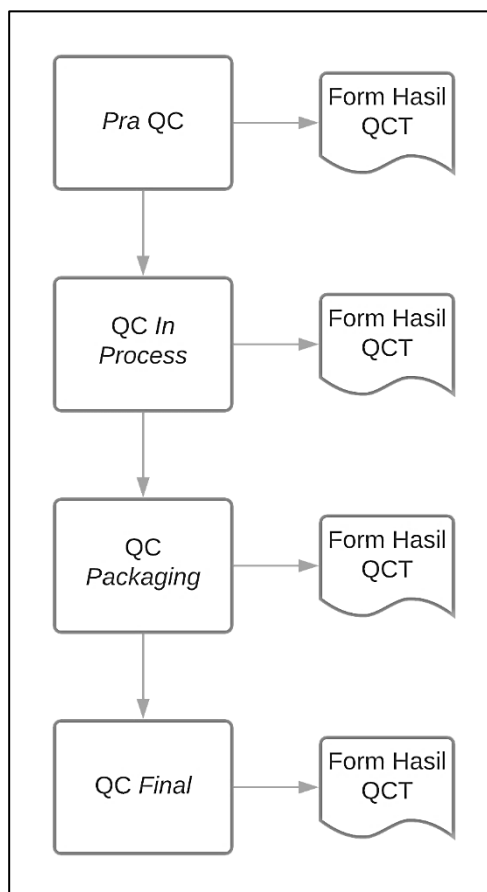 Pra QC
Form Hasil
QCT
QC In
Process
Form Hasil
QCT
QC
Packaging
Form Hasil
QCT
QC Final
Form Hasil
QCT